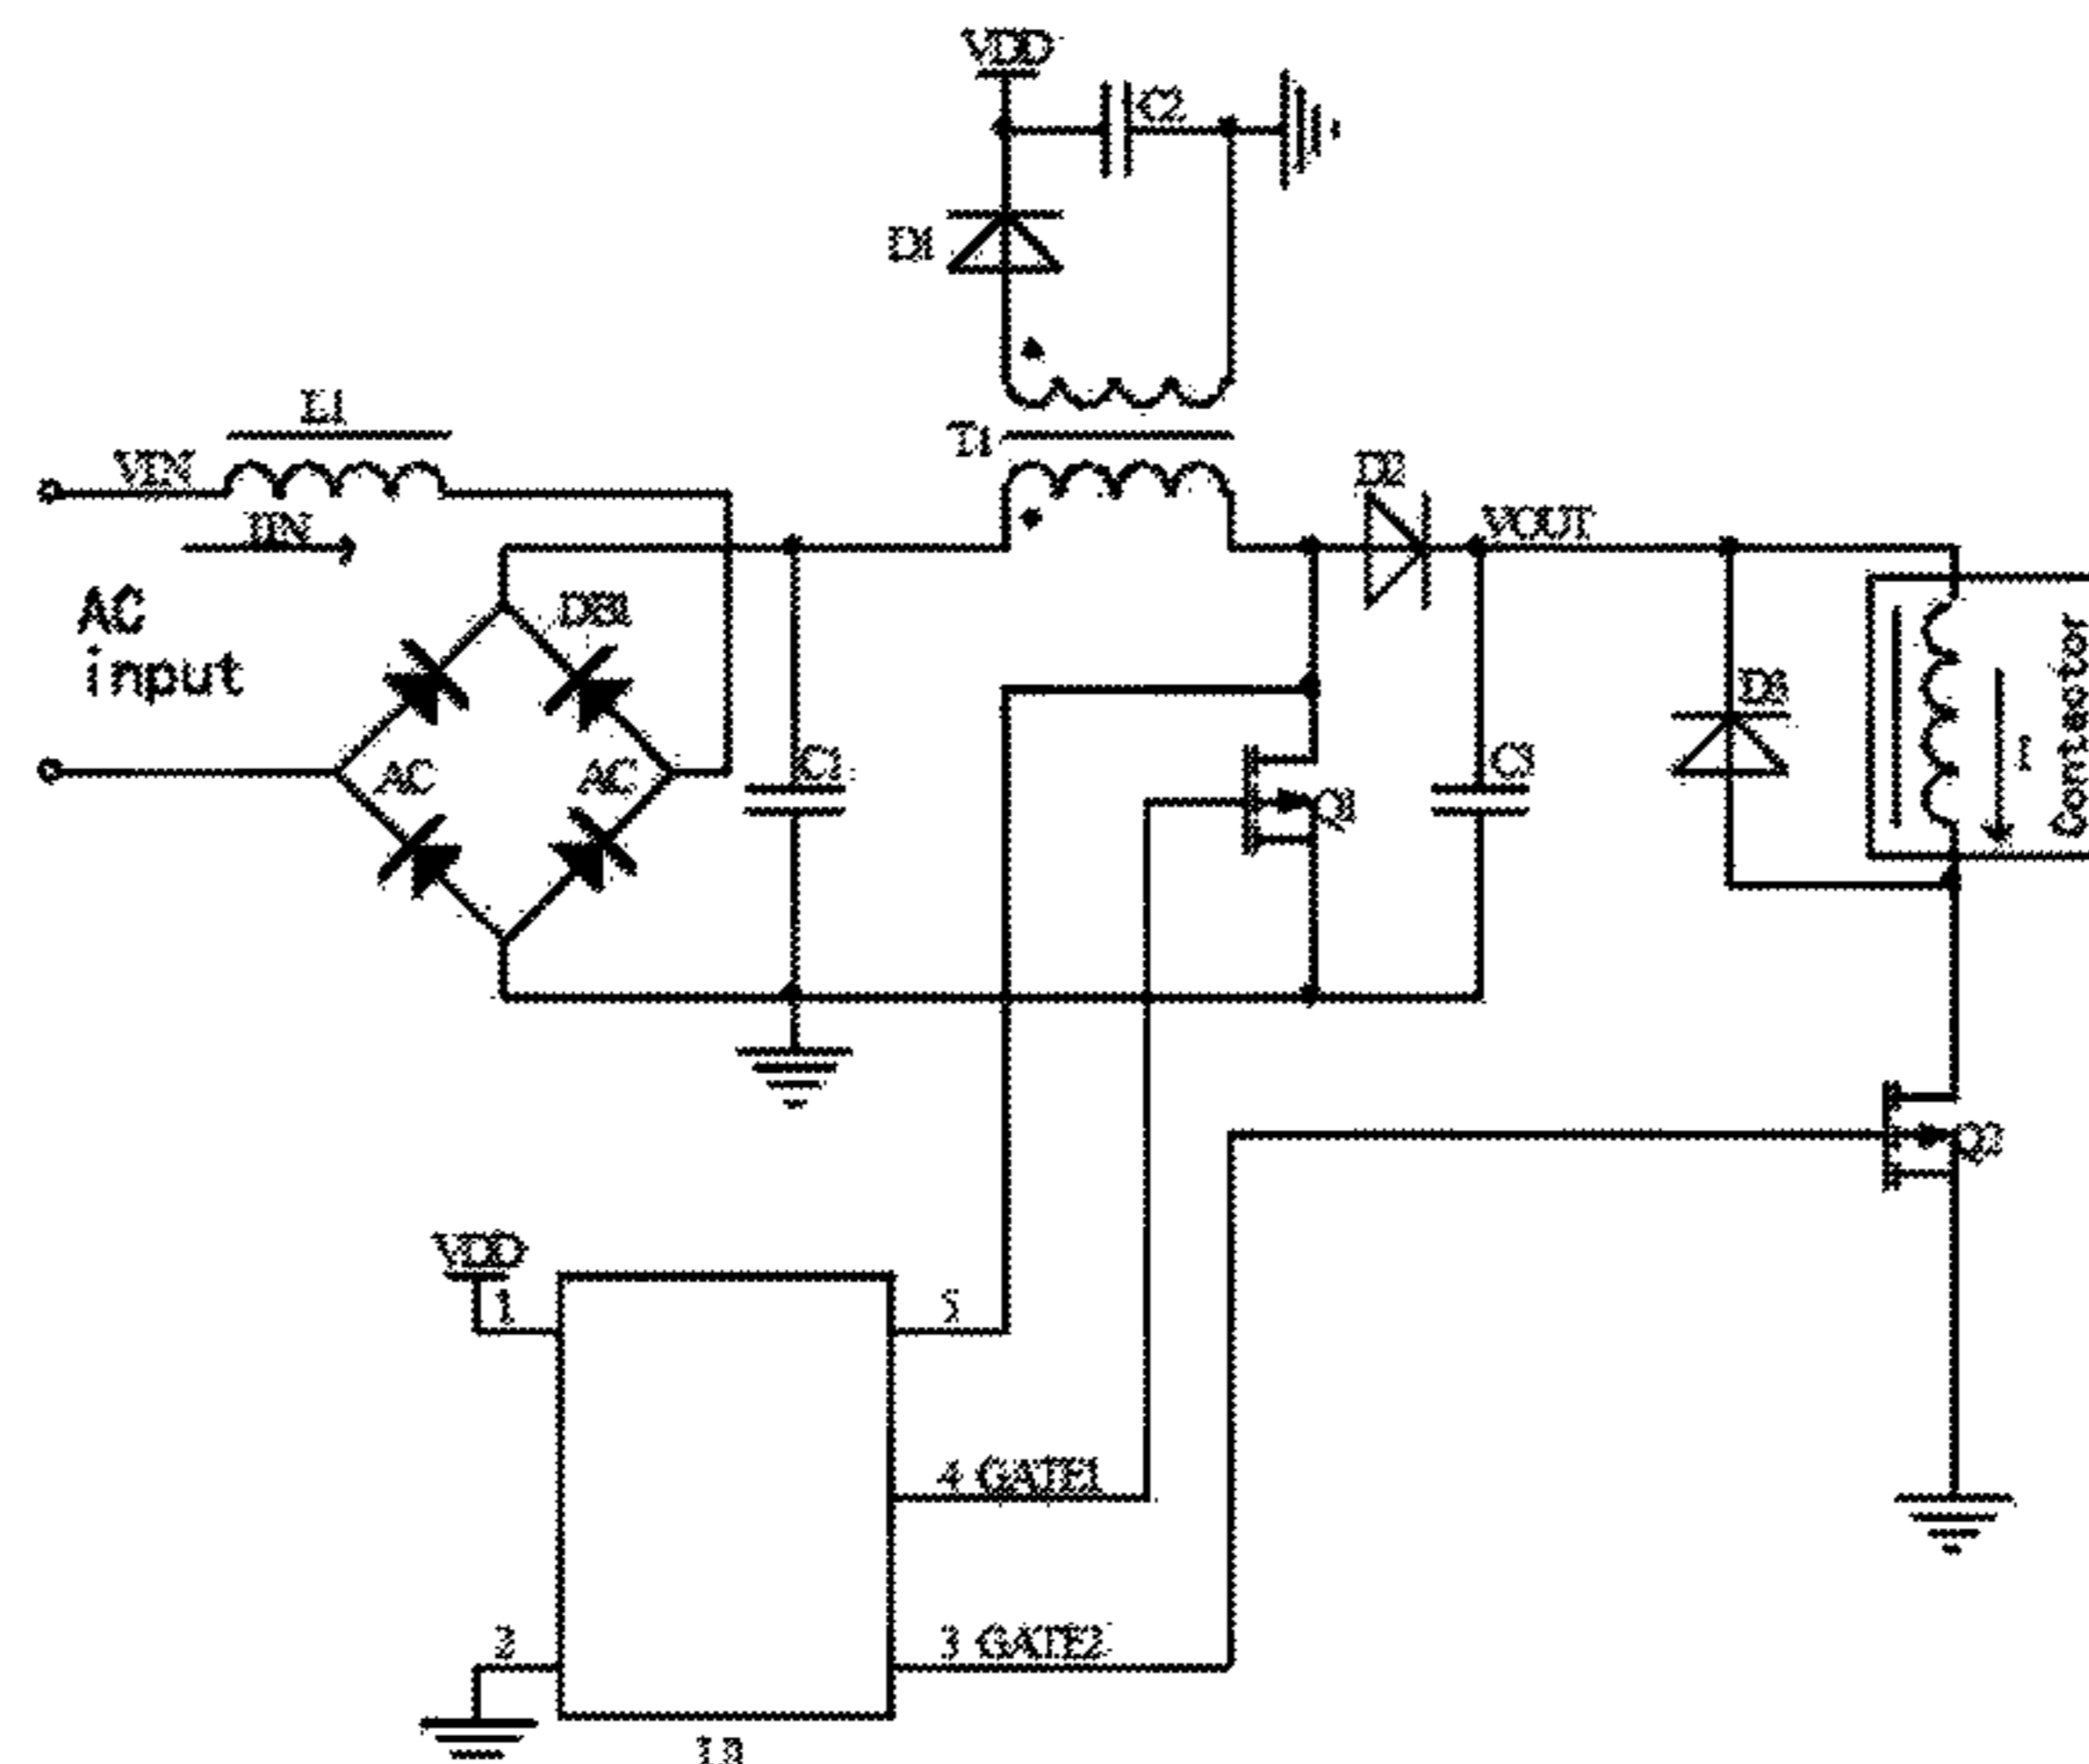 VDD
C2
D1
L1
T1
D2
VIN
VOUT
IIN
AC
input
DB1
D3
Contactor
I
AC
AC
C1
C3
Q1
Q2
VDD
1
5
4 GATE1
2
3 GATE2